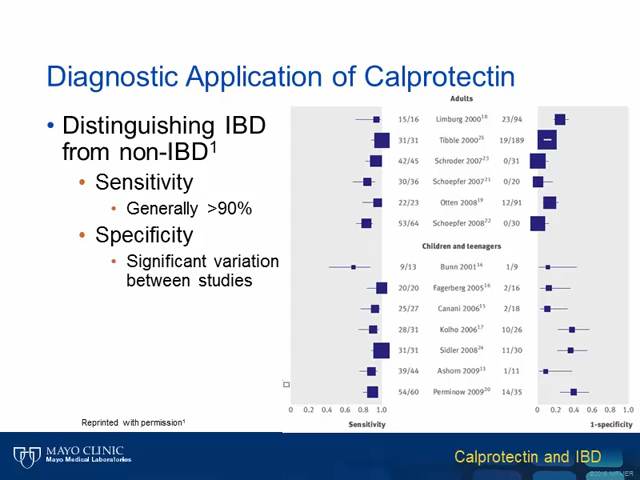 Diagnostic Application of Calprotectin
• Distinguishing IBD
from non-IBD1
• Sensitivity
• Generally >90%
• Specificity
• Significant variation
between studies
Adults
15/16 Limburg 2000¹⁸ 23/94
31/31 Tibble 2000²⁵ 19/189
42/45 Schroder 2007²³ 0/31
30/36 Schoepfer 2007²¹ 0/20
22/23 Otten 2008¹⁹ 12/91
53/64 Schoepfer 2008²² 0/30
Children and teenagers
9/13 Bunn 2001¹⁴ 1/9
20/20 Fagerberg 2005¹⁶ 2/16
25/27 Canani 2006¹⁵ 2/18
28/31 Kolho 2006¹⁷ 10/26
31/31 Sidler 2008²⁴ 11/30
39/44 Ashorn 2009¹³ 1/11
54/60 Perminow 2009²⁰ 14/35
0 0.2 0.4 0.6 0.8 1.0 0 0.2 0.4 0.6 0.8 1.0
Sensitivity 1-specificity
Reprinted with permission1
MAYO CLINIC
Mayo Medical Laboratories
Calprotectin and IBD